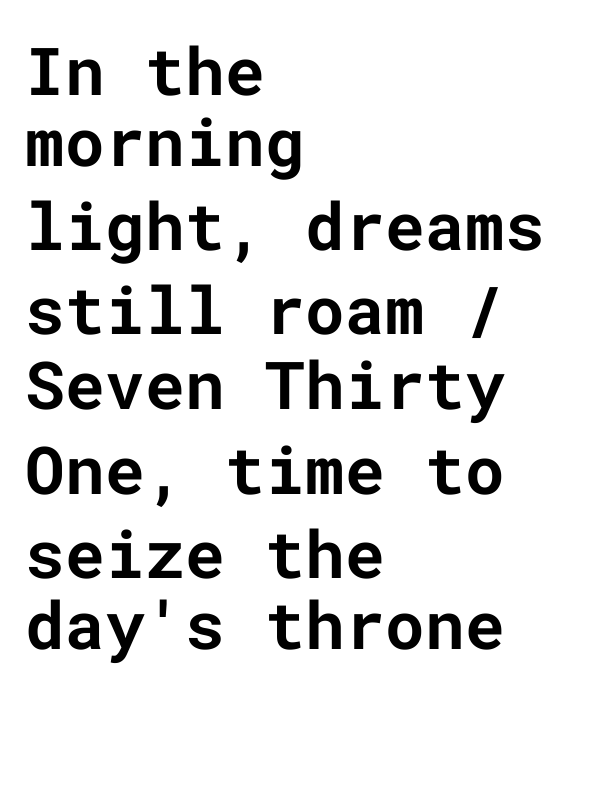 In the
morning
light, dreams
still roam /
Seven Thirty
One, time to
seize the
day's throne